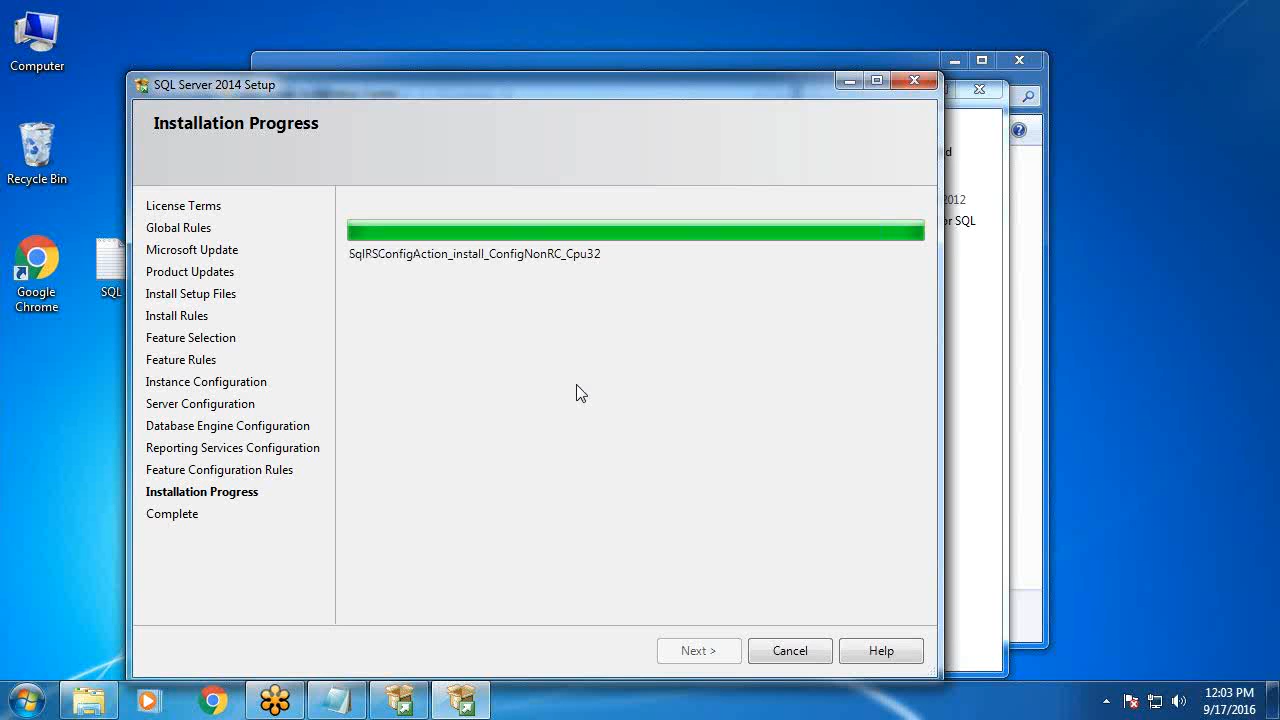 Computer
Recycle Bin
Google
Chrome
SQL
SQL Server 2014 Setup
Installation Progress
License Terms
Global Rules
Microsoft Update
Product Updates
Install Setup Files
Install Rules
Feature Selection
Feature Rules
Instance Configuration
Server Configuration
Database Engine Configuration
Reporting Services Configuration
Feature Configuration Rules
Installation Progress
Complete
SqlRSConfigAction_install_ConfigNonRC_Cpu32
d
2012
or SQL
Next >
Cancel
Help
12:03 PM
9/17/2016